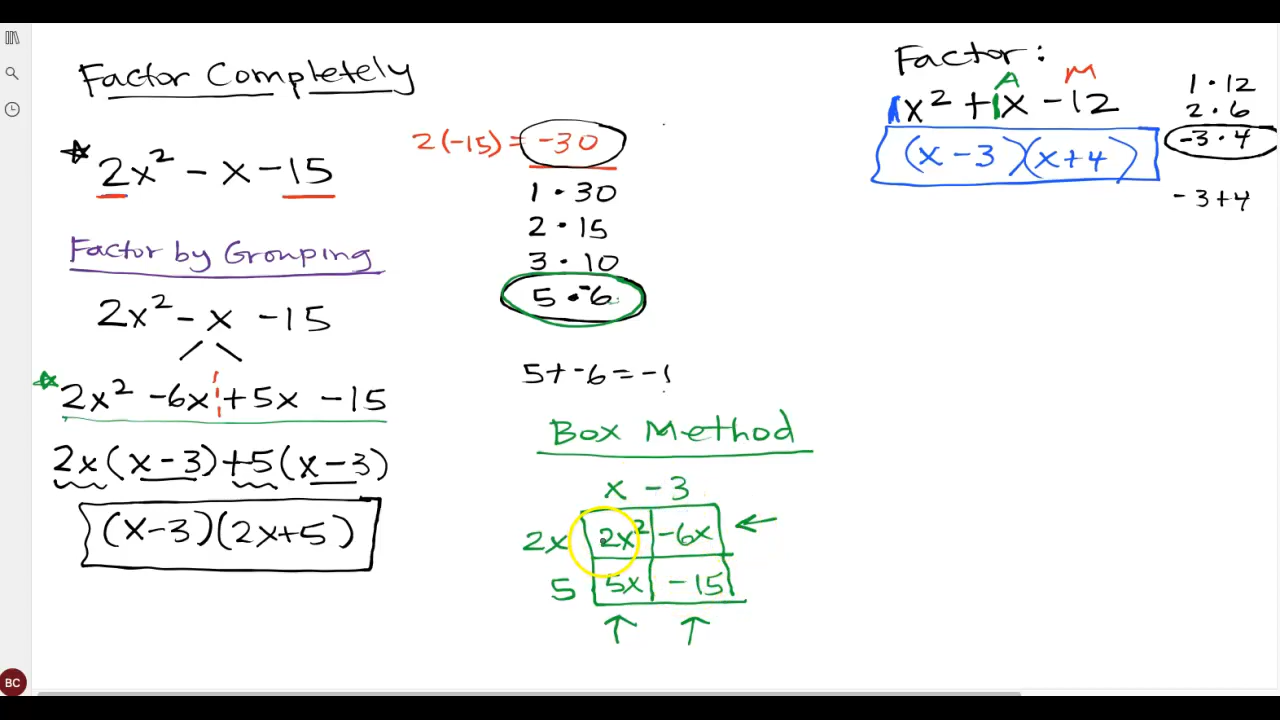 Factor Completely
2x² - x - 15
Factor by Grouping
2x² - x - 15
2x² - 6x + 5x - 15
2x(x - 3) + 5(x - 3)
(x - 3)(2x + 5)
2(-15) = -30
1 · 30
2 · 15
3 · 10
5 · -6
5 + -6 = -1
Box Method
x - 3
2x 2x² -6x
5 5x -15
Factor:
A M
1x² + 1x - 12
(x - 3)(x + 4)
1 · 12
2 · 6
-3 · 4
-3 + 4
BC